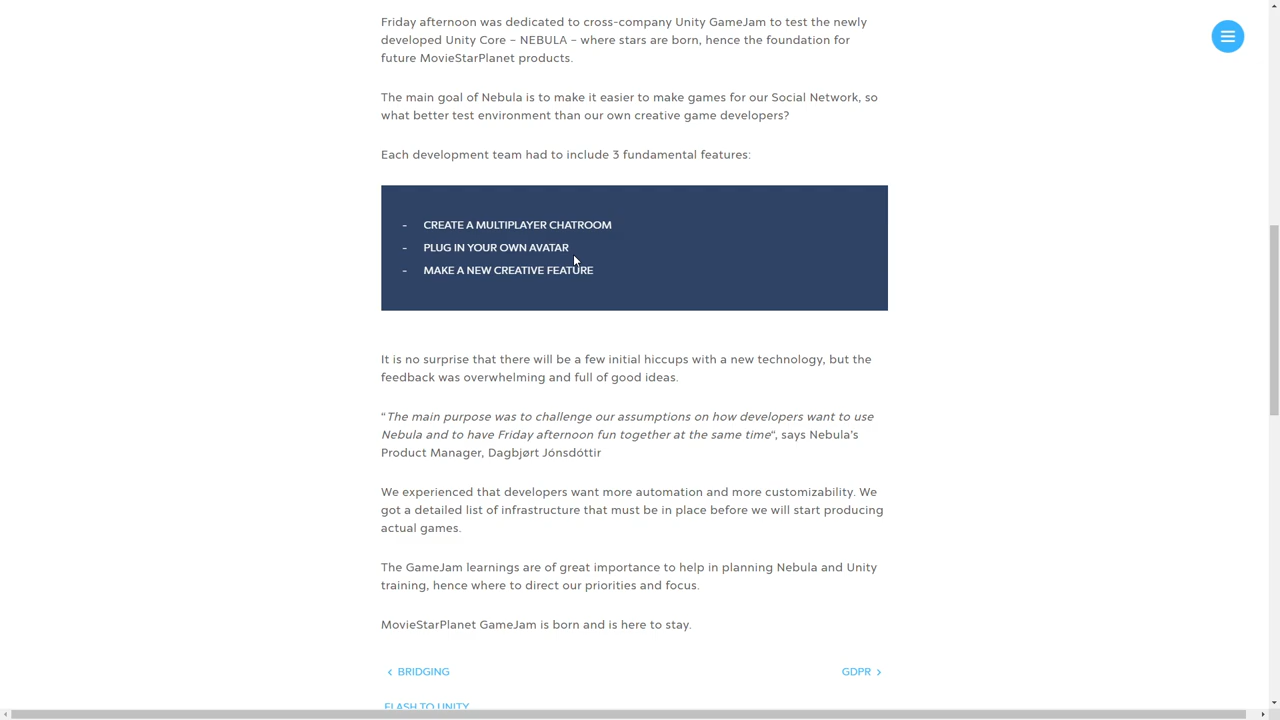 Friday afternoon was dedicated to cross-company Unity GameJam to test the newly
developed Unity Core – NEBULA – where stars are born, hence the foundation for
future MovieStarPlanet products.
The main goal of Nebula is to make it easier to make games for our Social Network, so
what better test environment than our own creative game developers?
Each development team had to include 3 fundamental features:
- CREATE A MULTIPLAYER CHATROOM
- PLUG IN YOUR OWN AVATAR
- MAKE A NEW CREATIVE FEATURE
It is no surprise that there will be a few initial hiccups with a new technology, but the
feedback was overwhelming and full of good ideas.
“The main purpose was to challenge our assumptions on how developers want to use
Nebula and to have Friday afternoon fun together at the same time“, says Nebula’s
Product Manager, Dagbjørt Jónsdóttir
We experienced that developers want more automation and more customizability. We
got a detailed list of infrastructure that must be in place before we will start producing
actual games.
The GameJam learnings are of great importance to help in planning Nebula and Unity
training, hence where to direct our priorities and focus.
MovieStarPlanet GameJam is born and is here to stay.
‹ BRIDGING
GDPR ›
FLASH TO UNITY